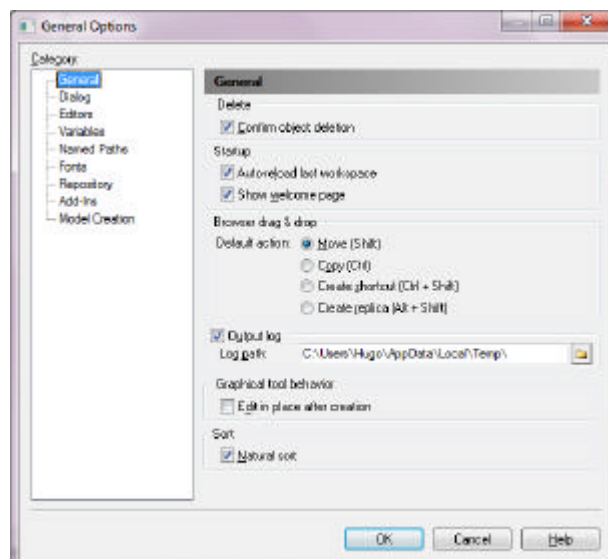 General Options
Category:
General
Dialog
Editors
Variables
Named Paths
Fonts
Repository
Add-Ins
Model Creation
General
Delete
Confirm object deletion
Startup
Auto-reload last workspace
Show welcome page
Browser drag & drop
Default action: Move (Shift)
Copy (Ctrl)
Create shortcut (Ctrl + Shift)
Create replica (Alt + Shift)
Output log
Log path: C:\Users\Hugo\AppData\Local\Temp\
Graphical tool behavior
Edit in place after creation
Sort
Natural sort
OK Cancel Help